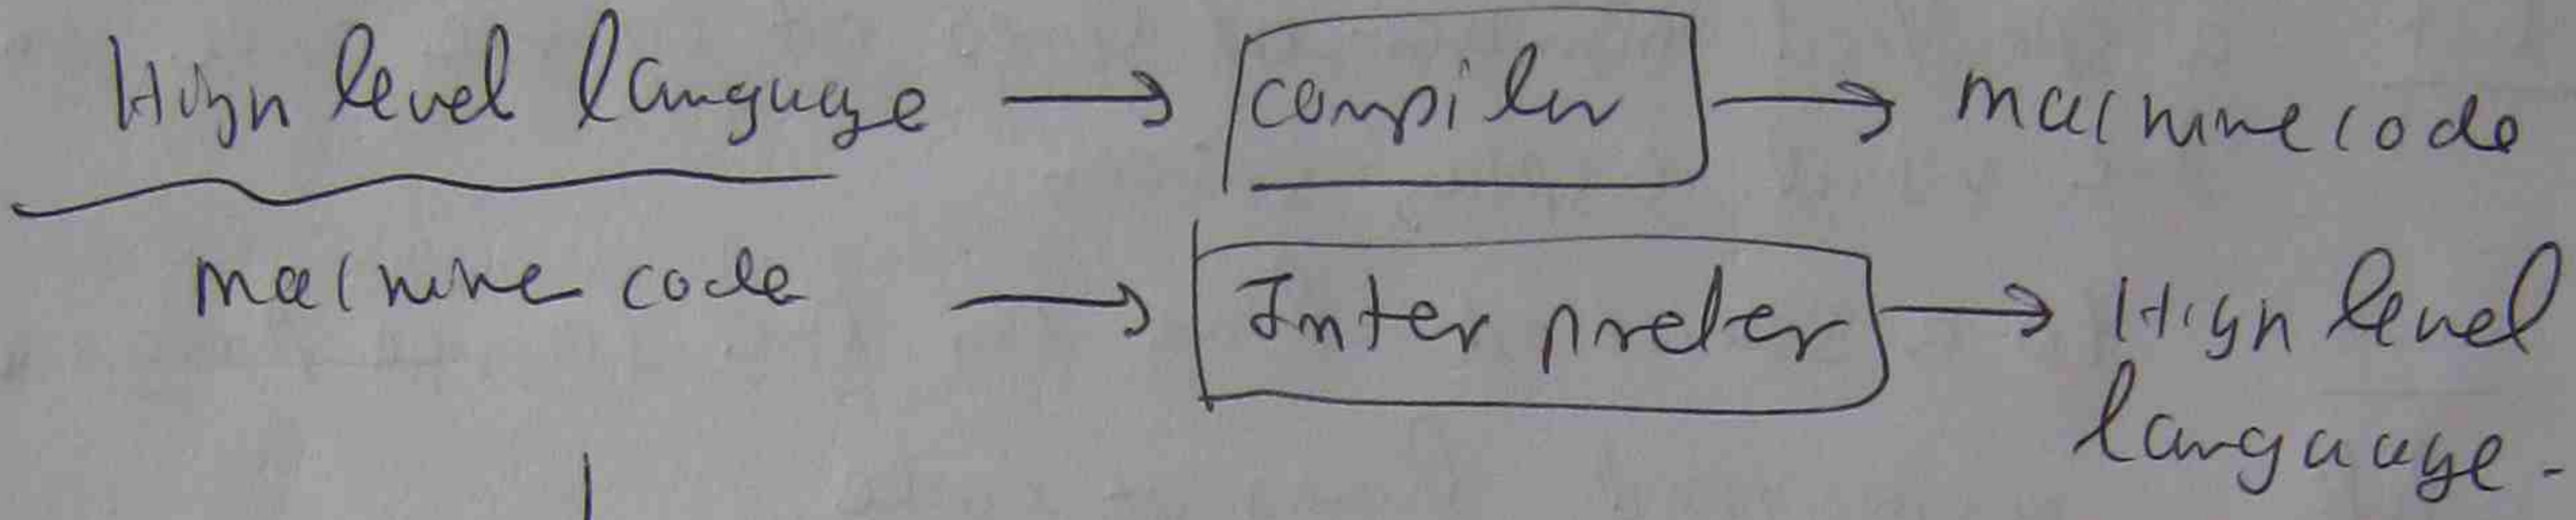 High level language → compiler → machine code
machine code → Interpreter → High level
language.